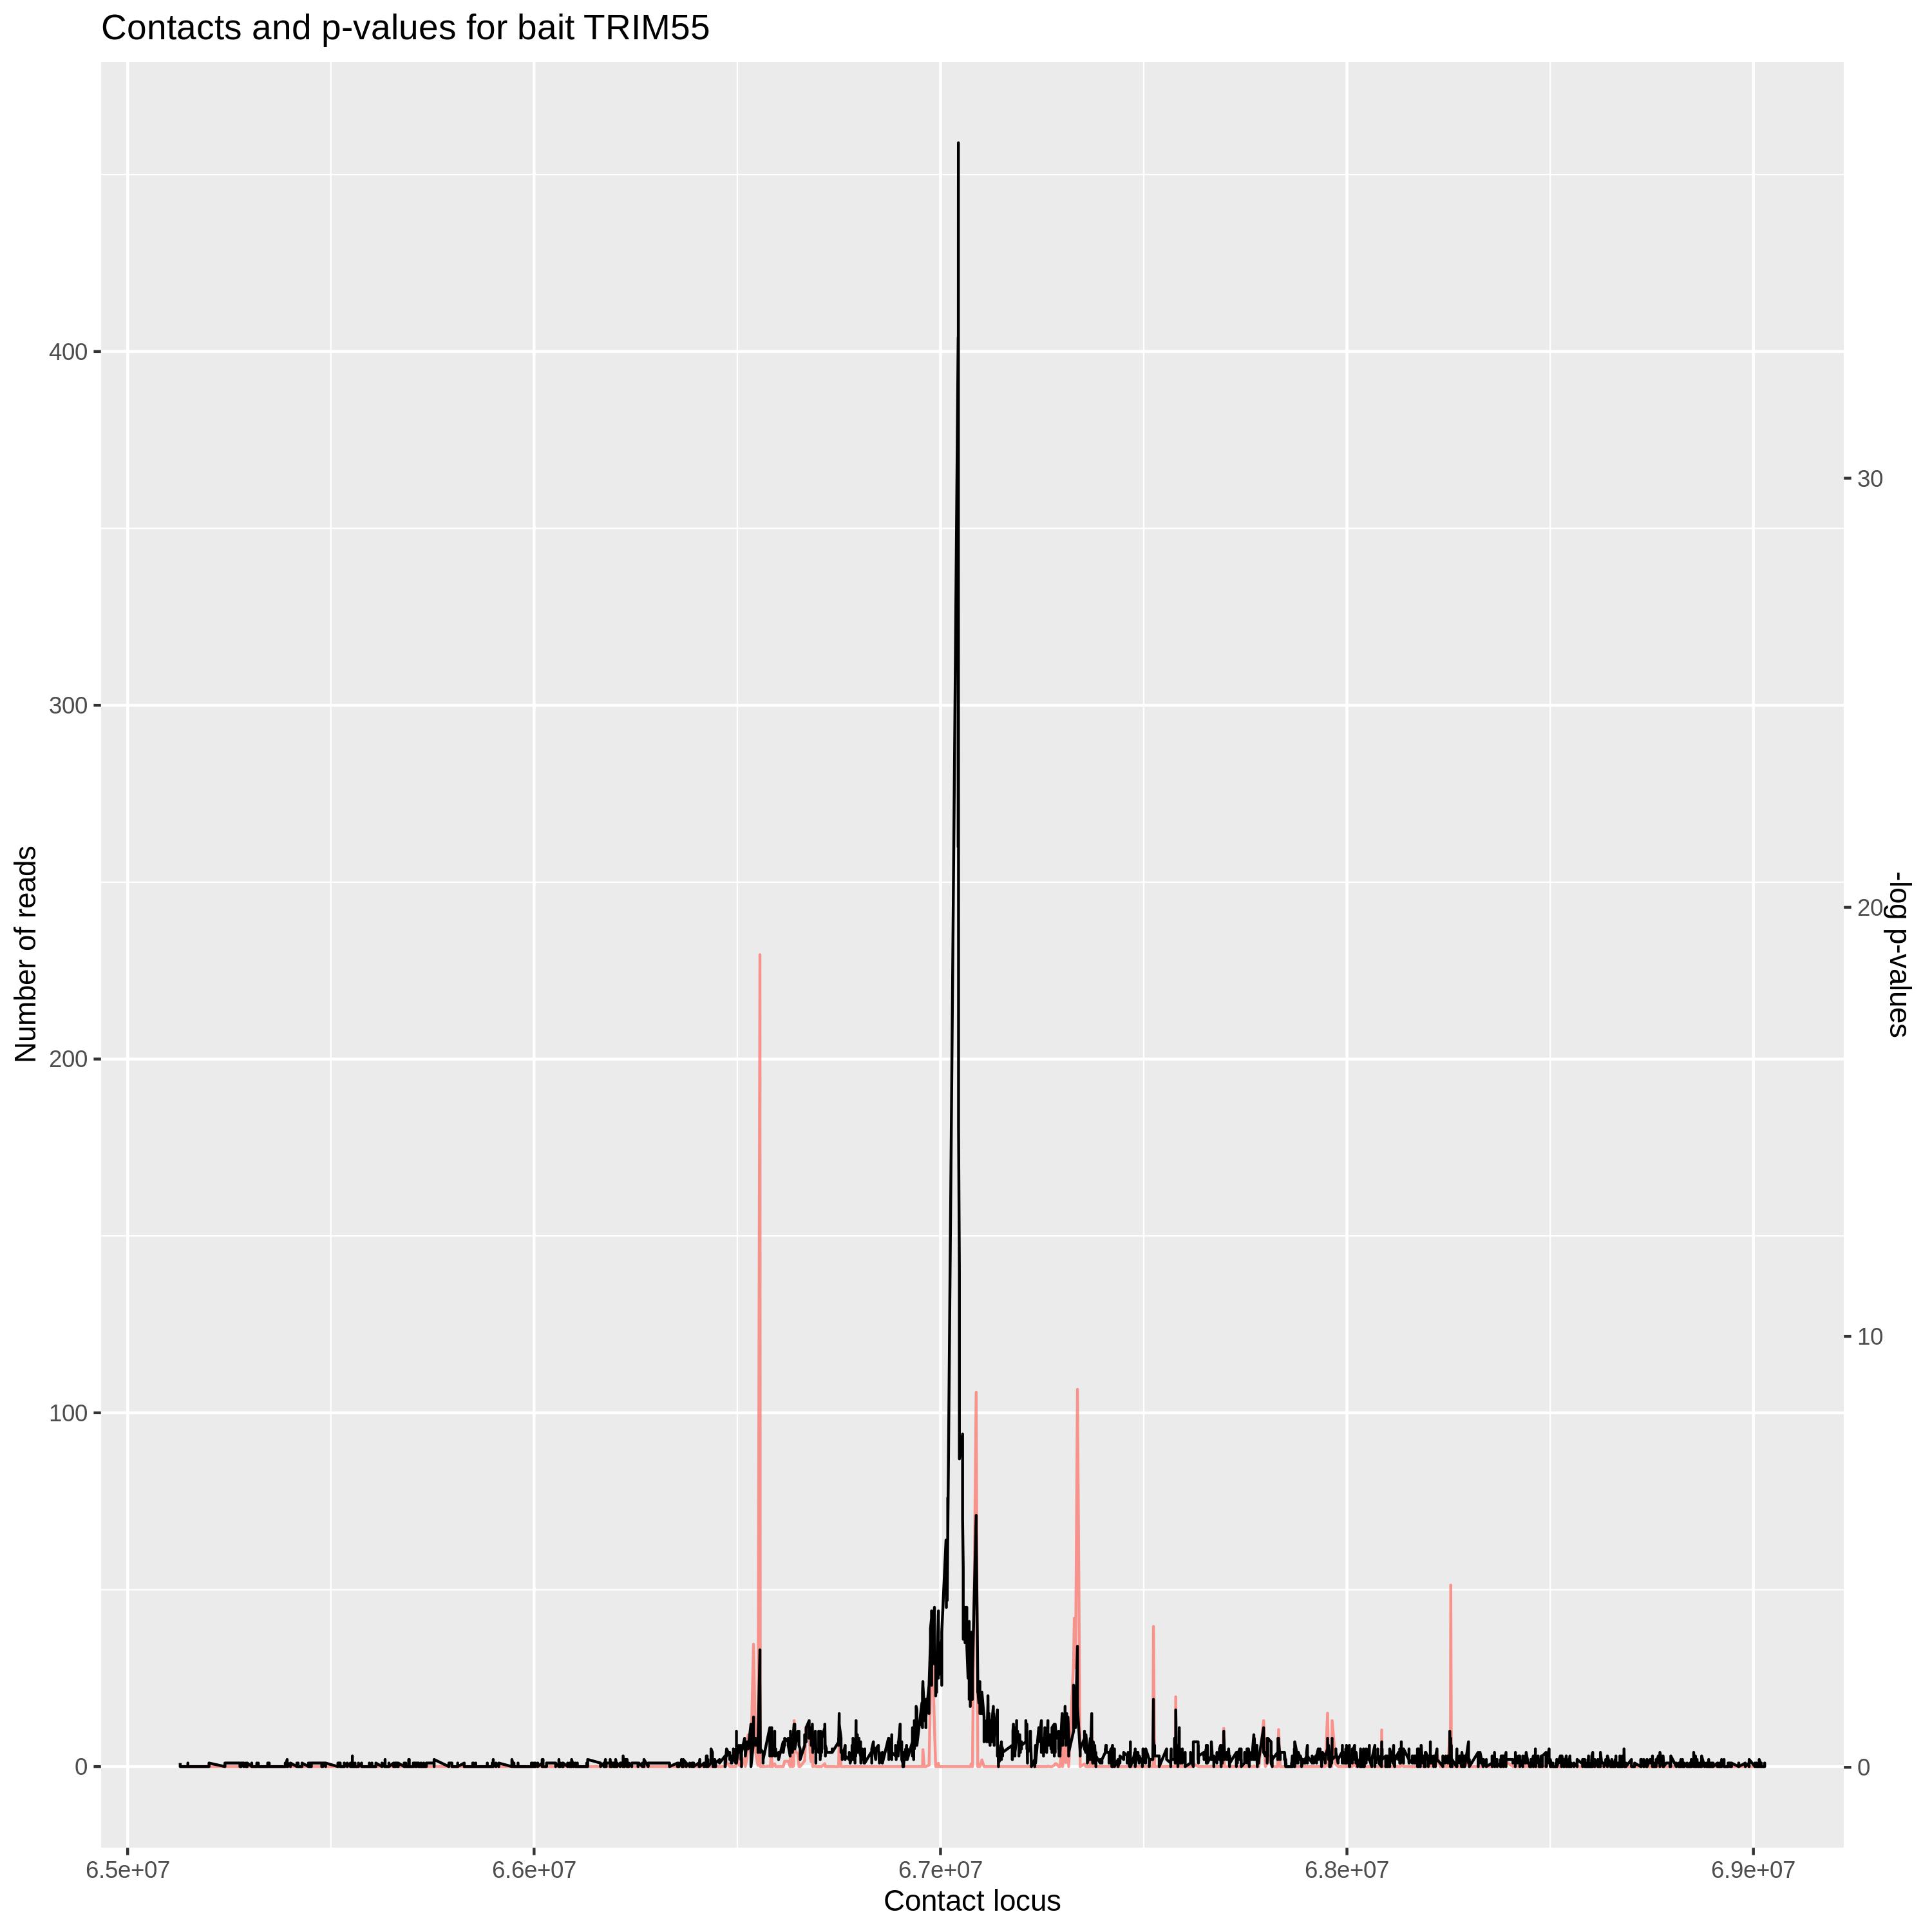 Contacts and p-values for bait TRIM55
Number of reads
400
300
200
100
0
30
20
10
0
-log p-values
6.5e+07 6.6e+07 6.7e+07 6.8e+07 6.9e+07
Contact locus